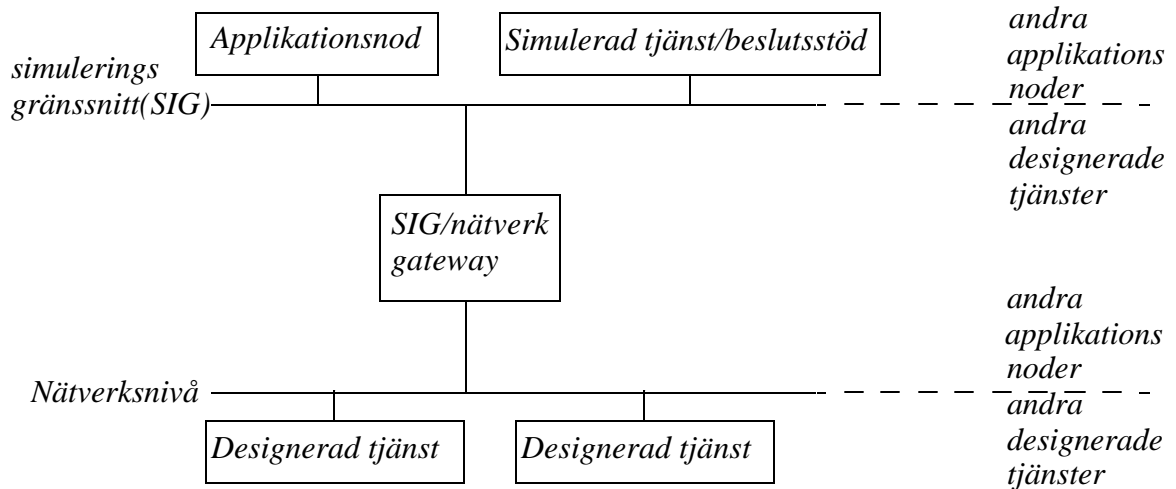 Applikationsnod
Simulerad tjänst/beslutsstöd
andra
applikations
noder
simulerings
gränssnitt(SIG)
andra
designerade
tjänster
SIG/nätverk
gateway
andra
applikations
noder
Nätverksnivå
andra
designerade
tjänster
Designerad tjänst
Designerad tjänst